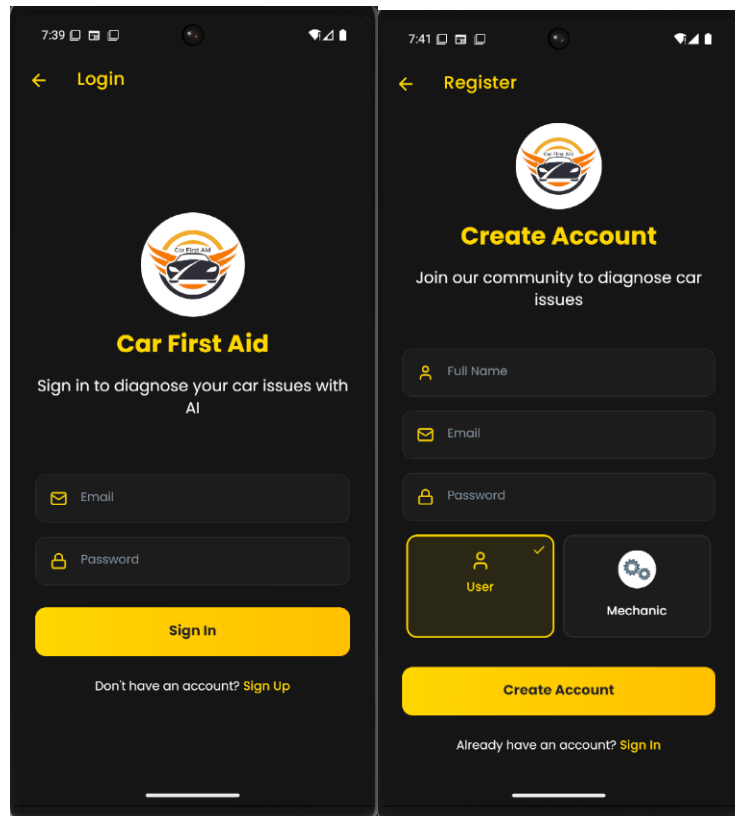 7:39
Login
Car First Aid
Car First Aid
Sign in to diagnose your car issues with
AI
Email
Password
Sign In
Don't have an account? Sign Up
7:41
Register
Car First Aid
Create Account
Join our community to diagnose car
issues
Full Name
Email
Password
User
Mechanic
Create Account
Already have an account? Sign In